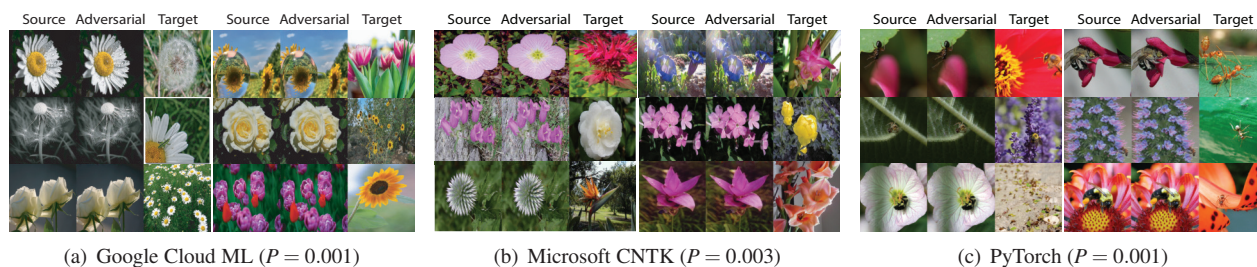 Source Adversarial Target Source Adversarial Target
Source Adversarial Target Source Adversarial Target
Source Adversarial Target Source Adversarial Target
(a) Google Cloud ML (P = 0.001)
(b) Microsoft CNTK (P = 0.003)
(c) PyTorch (P = 0.001)